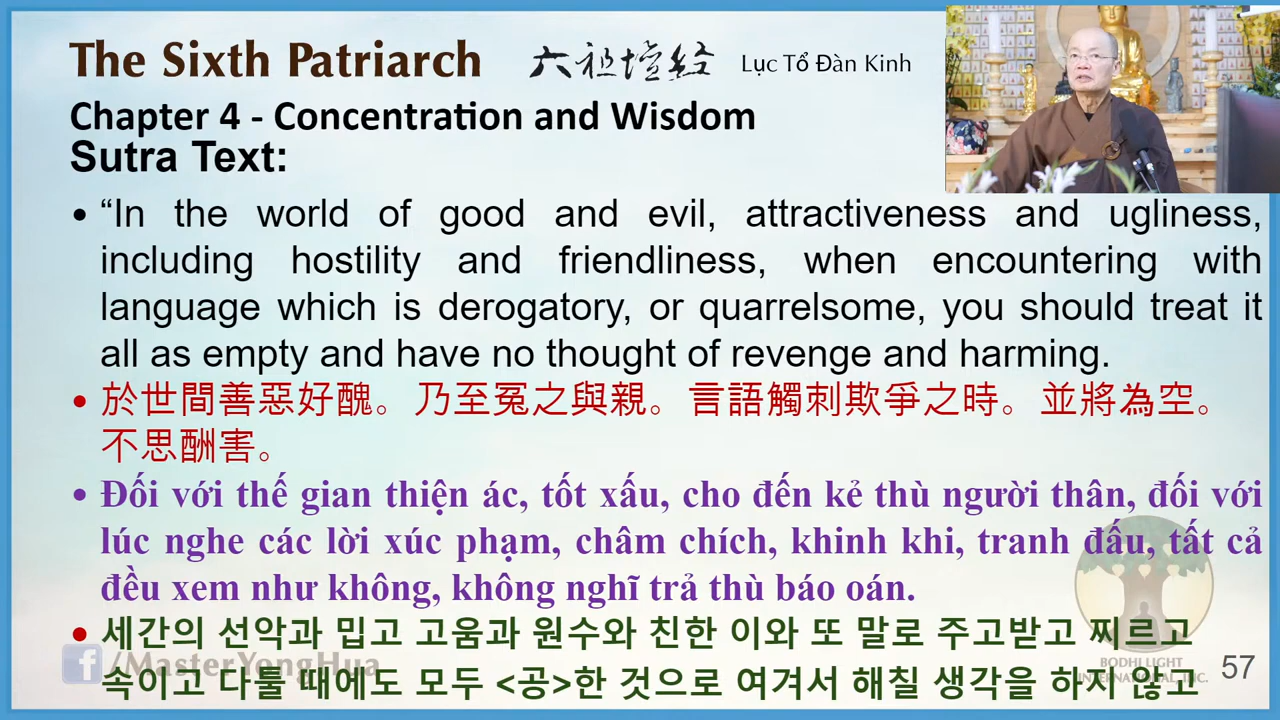 The Sixth Patriarch 六祖壇経 Lục Tổ Đàn Kinh
Chapter 4 - Concentration and Wisdom
Sutra Text:
• “In the world of good and evil, attractiveness and ugliness,
including hostility and friendliness, when encountering with
language which is derogatory, or quarrelsome, you should treat it
all as empty and have no thought of revenge and harming.
• 於世間善惡好醜。乃至冤之與親。言語觸刺欺爭之時。並將為空。
不思酬害。
• Đối với thế gian thiện ác, tốt xấu, cho đến kẻ thù người thân, đối với
lúc nghe các lời xúc phạm, châm chích, khinh khi, tranh đấu, tất cả
đều xem như không, không nghĩ trả thù báo oán.
• 세간의 선악과 밉고 고움과 원수와 친한 이와 또 말로 주고받고 찌르고
속이고 다툴 때에도 모두 <공>한 것으로 여겨서 해칠 생각을 하지 않고
f /MasterYongHua
BODHI LIGHT
INTERNATIONAL, INC.
57